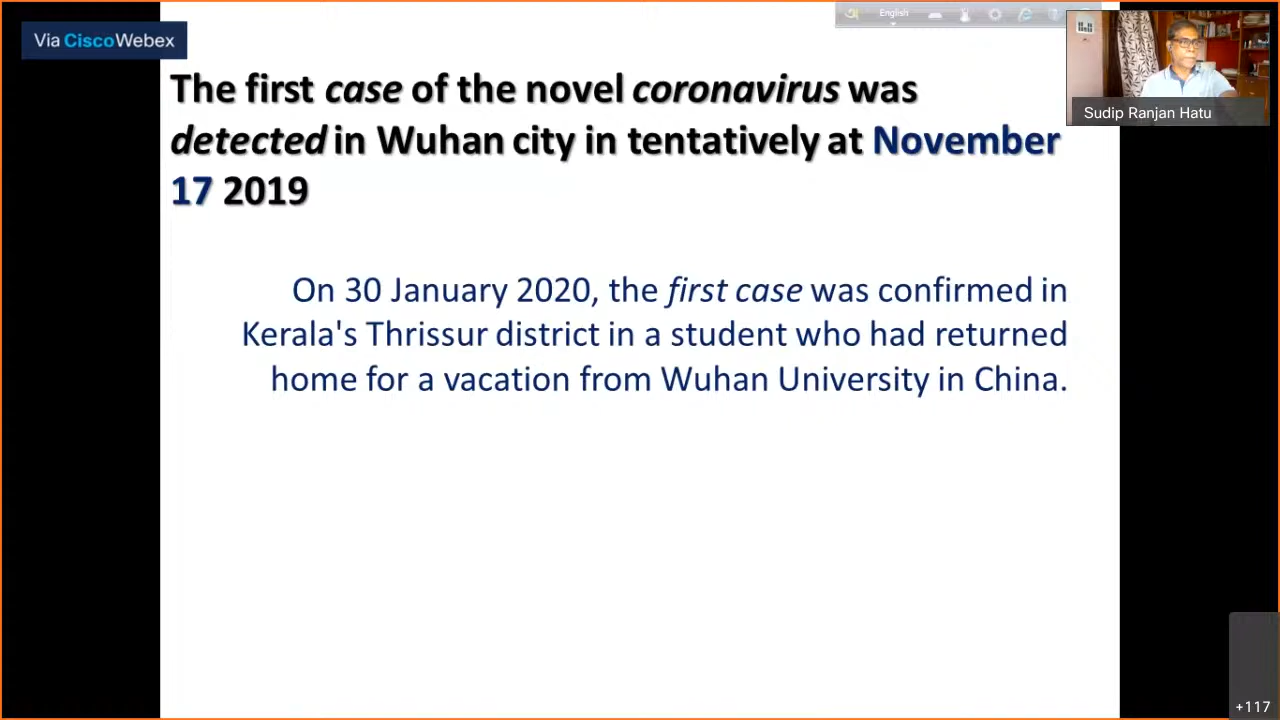 Via CiscoWebex
English
The first case of the novel coronavirus was
detected in Wuhan city in tentatively at November
17 2019
Sudip Ranjan Hatu
On 30 January 2020, the first case was confirmed in
Kerala's Thrissur district in a student who had returned
home for a vacation from Wuhan University in China.
+117